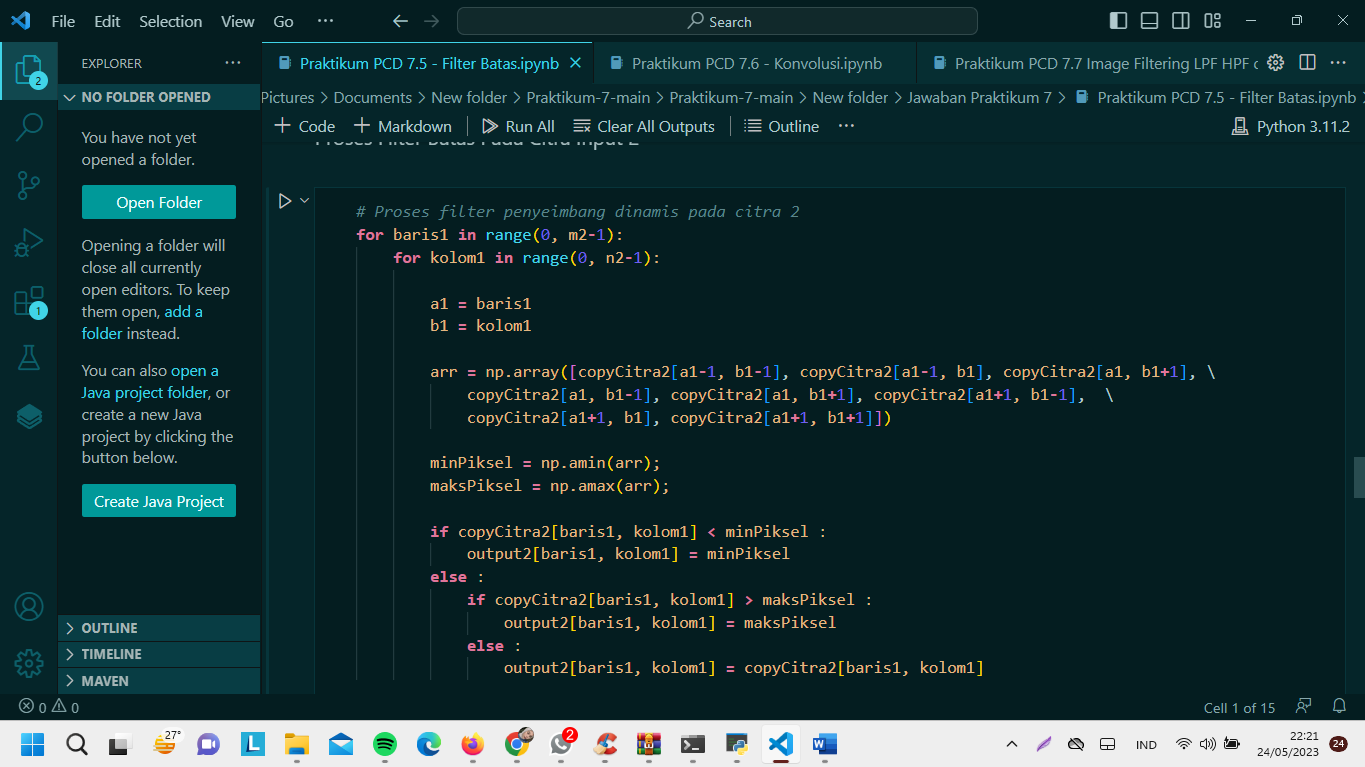 File Edit Selection View Go ··· Search
EXPLORER ···
NO FOLDER OPENED
You have not yet
opened a folder.
Open Folder
Opening a folder will
close all currently
open editors. To keep
them open, add a
folder instead.
You can also open a
Java project folder, or
create a new Java
project by clicking the
button below.
Create Java Project
OUTLINE
TIMELINE
MAVEN
2
1
Praktikum PCD 7.5 - Filter Batas.ipynb
Praktikum PCD 7.6 - Konvolusi.ipynb
Praktikum PCD 7.7 Image Filtering LPF HPF
Pictures > Documents > New folder > Praktikum-7-main > Praktikum-7-main > New folder > Jawaban Praktikum 7 > Praktikum PCD 7.5 - Filter Batas.ipynb
+ Code + Markdown Run All Clear All Outputs Outline ··· Python 3.11.2
Proses Filter Batas Pada Citra Input 2
# Proses filter penyeimbang dinamis pada citra 2
for baris1 in range(0, m2-1):
for kolom1 in range(0, n2-1):
a1 = baris1
b1 = kolom1
arr = np.array([copyCitra2[a1-1, b1-1], copyCitra2[a1-1, b1], copyCitra2[a1, b1+1], \
copyCitra2[a1, b1-1], copyCitra2[a1, b1+1], copyCitra2[a1+1, b1-1], \
copyCitra2[a1+1, b1], copyCitra2[a1+1, b1+1]])
minPiksel = np.amin(arr);
maksPiksel = np.amax(arr);
if copyCitra2[baris1, kolom1] < minPiksel :
output2[baris1, kolom1] = minPiksel
else :
if copyCitra2[baris1, kolom1] > maksPiksel :
output2[baris1, kolom1] = maksPiksel
else :
output2[baris1, kolom1] = copyCitra2[baris1, kolom1]
0 0
Cell 1 of 15
27°
L
2
W
IND
22:21
24/05/2023
24